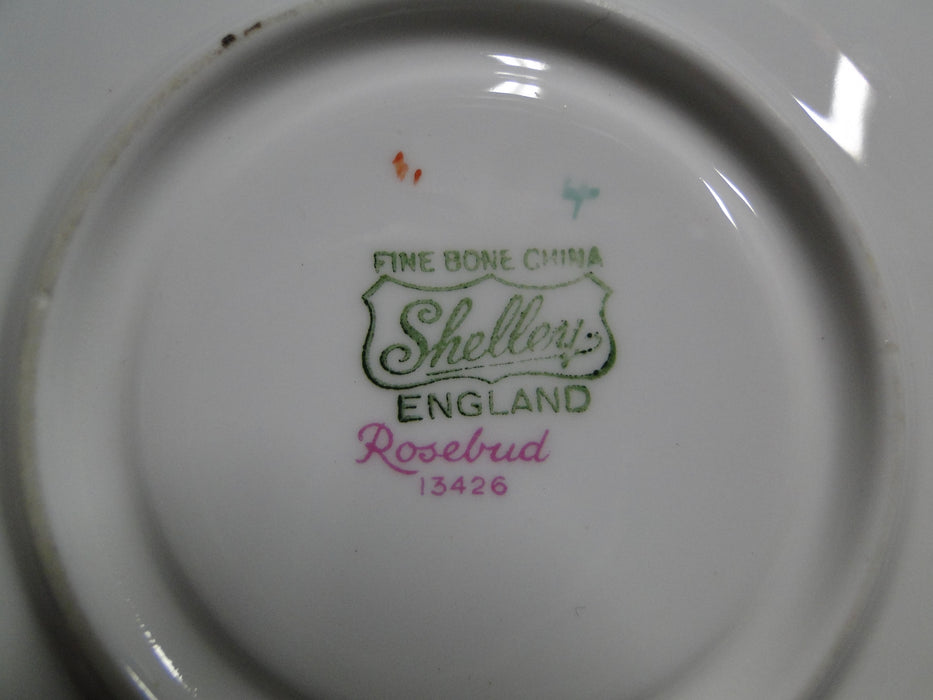 FINE BONE CHINA
Shelley
ENGLAND
Rosebud
13426